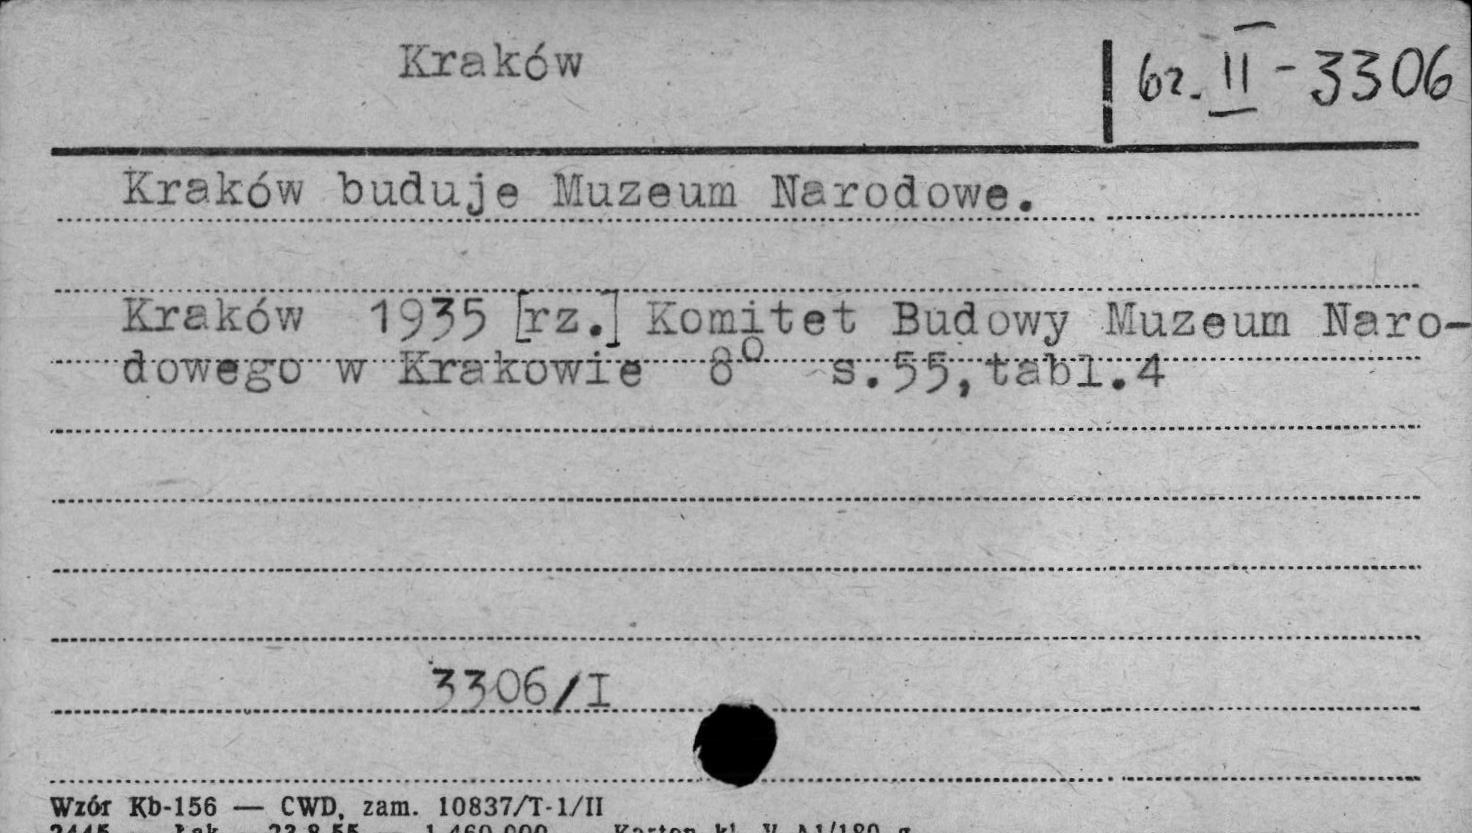 Kraków
br. II - 3306
Kraków buduje Muzeum Narodowe.
Kraków 1935 [rz.] Komitet Budowy Muzeum Naro-
dowego w Krakowie 8° s.55, tabl.4
3306/I
Wzór Kb-156 — CWD, zam. 10837/T-1/II